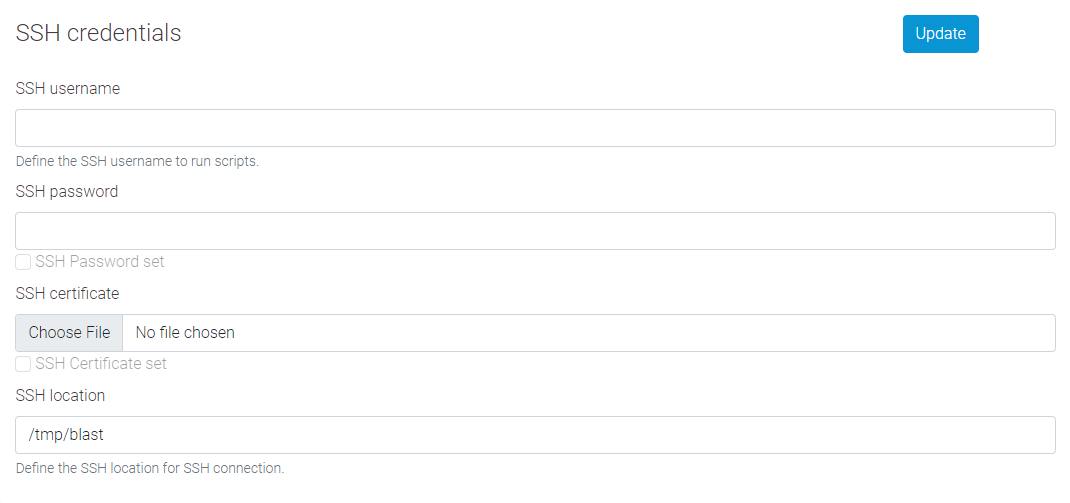 SSH credentials
Update
SSH username
Define the SSH username to run scripts.
SSH password
SSH Password set
SSH certificate
Choose File No file chosen
SSH Certificate set
SSH location
/tmp/blast
Define the SSH location for SSH connection.